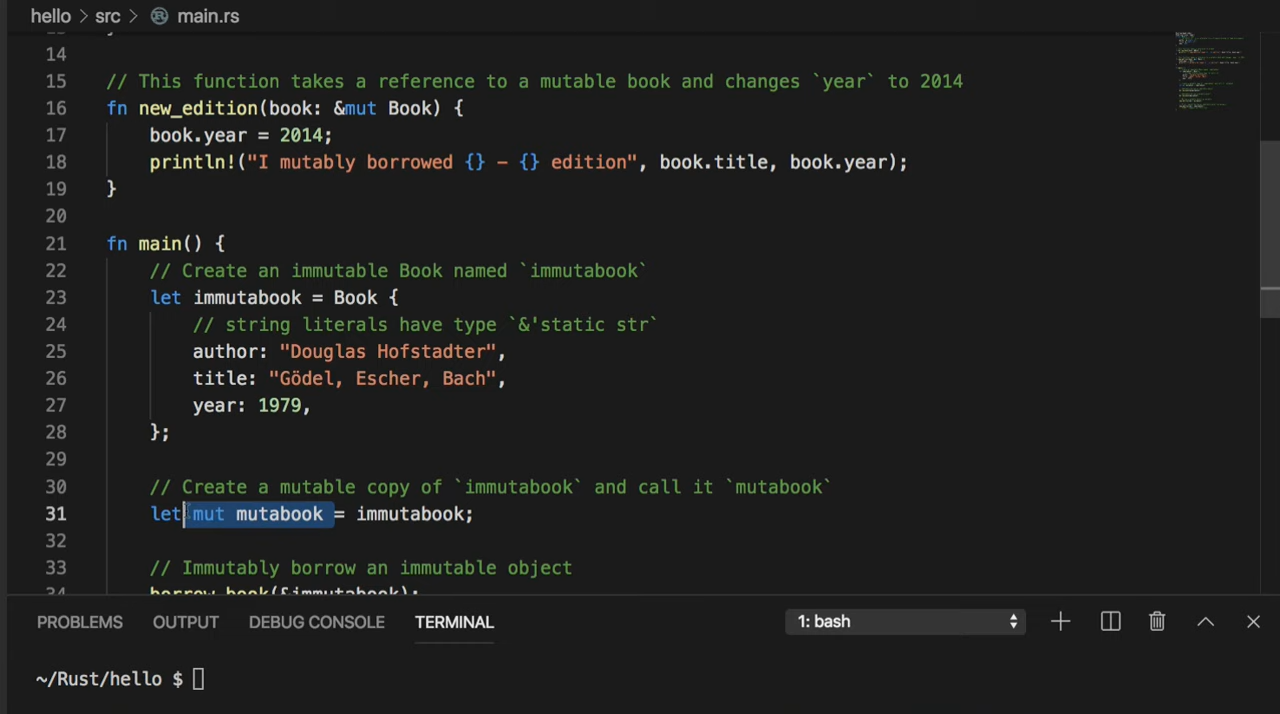 hello > src > main.rs
14
15 // This function takes a reference to a mutable book and changes `year` to 2014
16 fn new_edition(book: &mut Book) {
17 book.year = 2014;
18 println!("I mutably borrowed {} - {} edition", book.title, book.year);
19 }
20
21 fn main() {
22 // Create an immutable Book named `immutabook`
23 let immutabook = Book {
24 // string literals have type `&'static str`
25 author: "Douglas Hofstadter",
26 title: "Gödel, Escher, Bach",
27 year: 1979,
28 };
29
30 // Create a mutable copy of `immutabook` and call it `mutabook`
31 let mut mutabook = immutabook;
32
33 // Immutably borrow an immutable object
34 borrow_book(&immutabook);
PROBLEMS OUTPUT DEBUG CONSOLE TERMINAL 1: bash
~/Rust/hello $